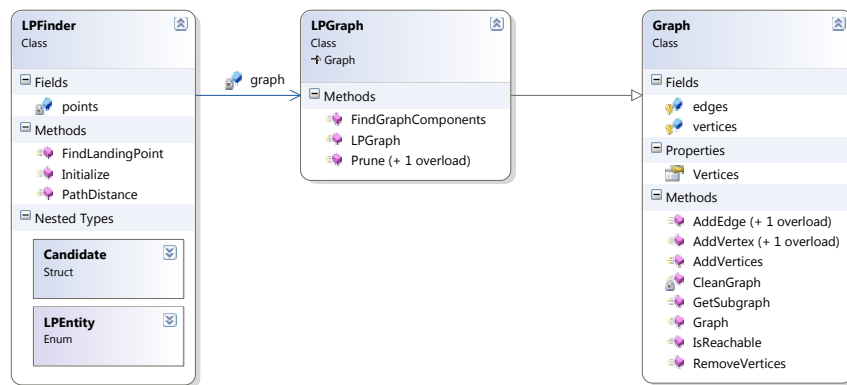 LPFinder
Class
Fields
points
Methods
FindLandingPoint
Initialize
PathDistance
Nested Types
Candidate
Struct
LPEntity
Enum
graph
LPGraph
Class
Graph
Methods
FindGraphComponents
LPGraph
Prune (+ 1 overload)
Graph
Class
Fields
edges
vertices
Properties
Vertices
Methods
AddEdge (+ 1 overload)
AddVertex (+ 1 overload)
AddVertices
CleanGraph
GetSubgraph
Graph
IsReachable
RemoveVertices